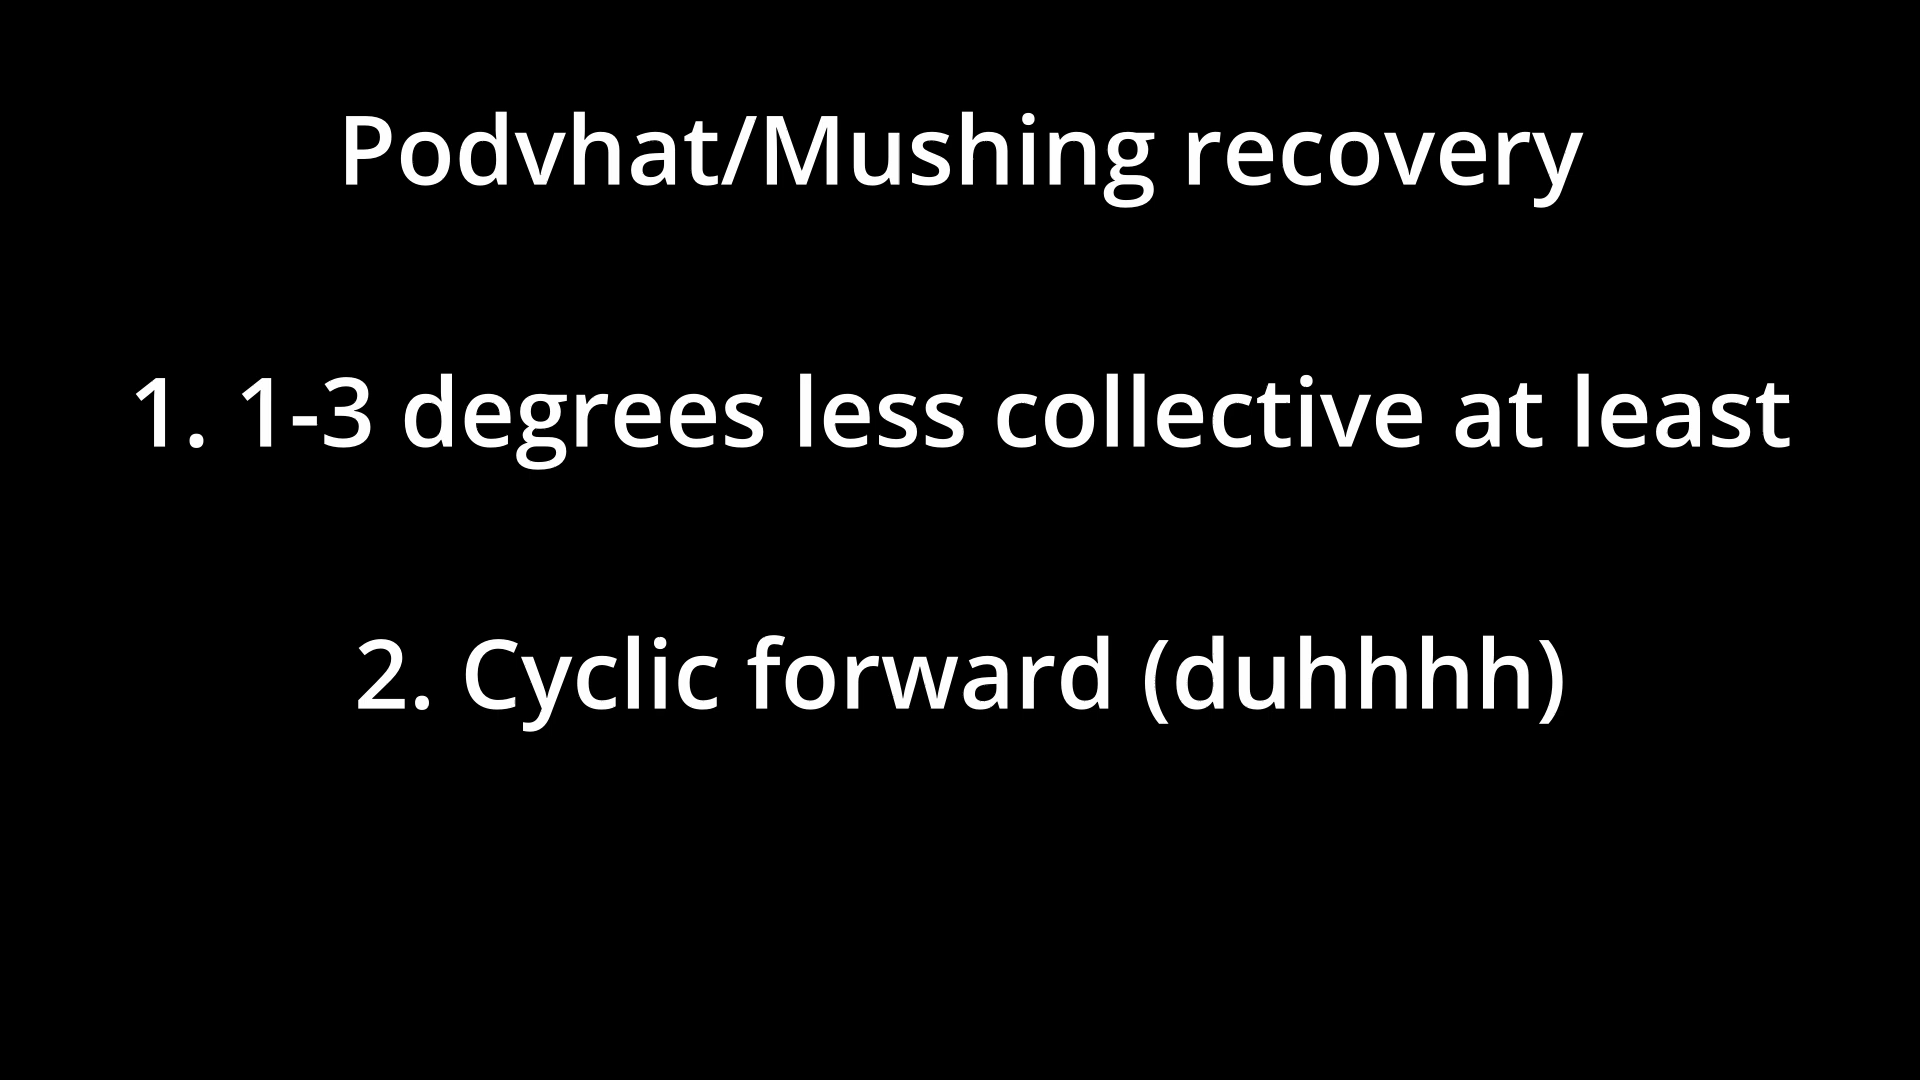 Podvhat/Mushing recovery
1. 1-3 degrees less collective at least
2. Cyclic forward (duhhhh)